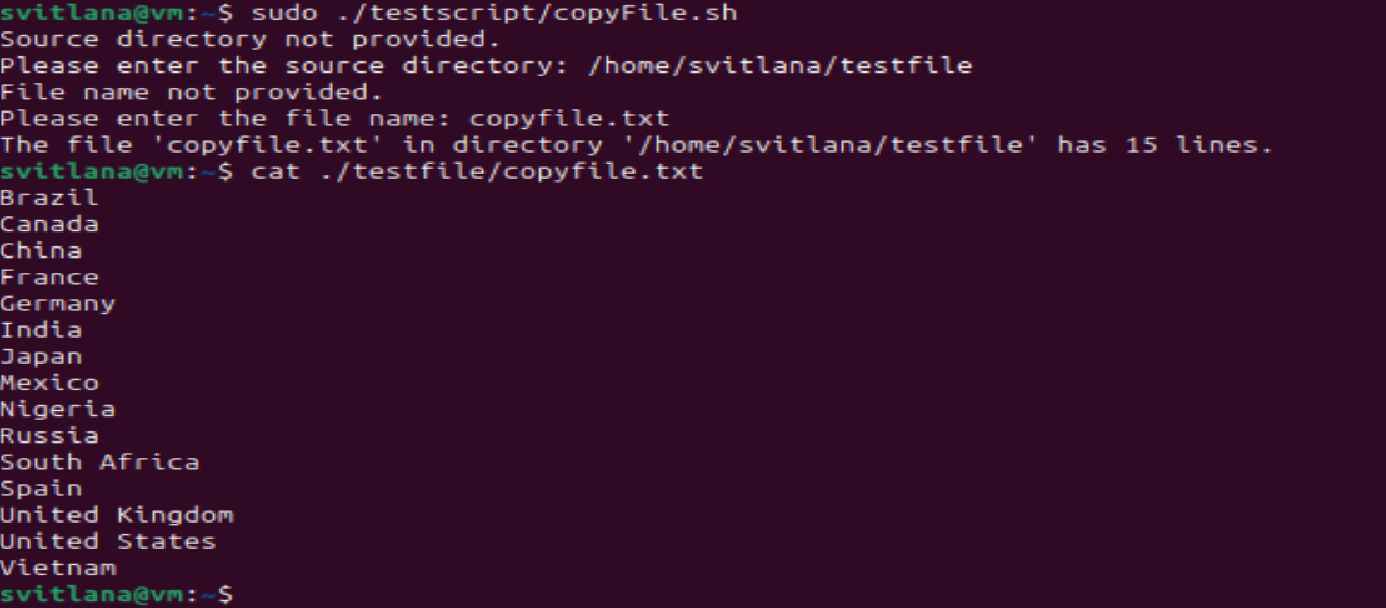 svitlana@vm:~$ sudo ./testscript/copyFile.sh
Source directory not provided.
Please enter the source directory: /home/svitlana/testfile
File name not provided.
Please enter the file name: copyfile.txt
The file 'copyfile.txt' in directory '/home/svitlana/testfile' has 15 lines.
svitlana@vm:~$ cat ./testfile/copyfile.txt
Brazil
Canada
China
France
Germany
India
Japan
Mexico
Nigeria
Russia
South Africa
Spain
United Kingdom
United States
Vietnam
svitlana@vm:~$